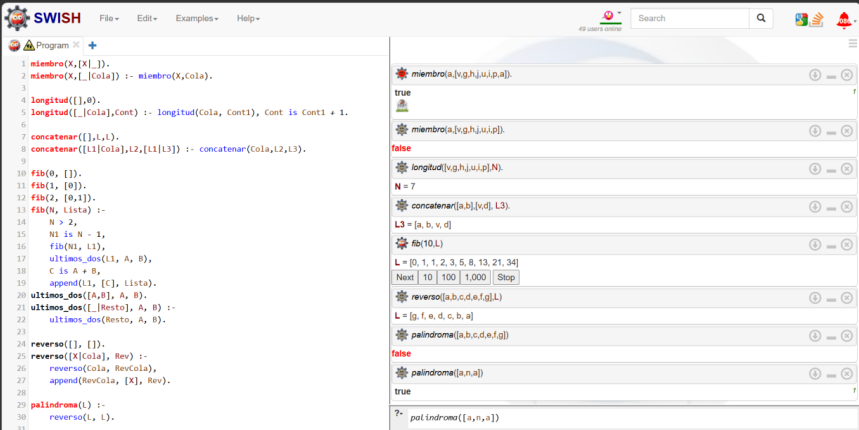 SWISH File Edit Examples Help 49 users online Search
Program
1 miembro(X,[X|_]).
2 miembro(X,[_|Cola]) :- miembro(X,Cola).
3
4 longitud([],0).
5 longitud([_|Cola],Cont) :- longitud(Cola, Cont1), Cont is Cont1 + 1.
6
7 concatenar([],L,L).
8 concatenar([L1|Cola],L2,[L1|L3]) :- concatenar(Cola,L2,L3).
9
10 fib(0, []).
11 fib(1, [0]).
12 fib(2, [0,1]).
13 fib(N, Lista) :-
14 N > 2,
15 N1 is N - 1,
16 fib(N1, L1),
17 ultimos_dos(L1, A, B),
18 C is A + B,
19 append(L1, [C], Lista).
20 ultimos_dos([A,B], A, B).
21 ultimos_dos([_|Resto], A, B) :-
22 ultimos_dos(Resto, A, B).
23
24 reverso([], []).
25 reverso([X|Cola], Rev) :-
26 reverso(Cola, RevCola),
27 append(RevCola, [X], Rev).
28
29 palindroma(L) :-
30 reverso(L, L).
31
miembro(a,[v,g,h,j,u,i,p,a]).
true
1
miembro(a,[v,g,h,j,u,i,p]).
false
longitud([v,g,h,j,u,i,p],N).
N = 7
concatenar([a,b],[v,d], L3).
L3 = [a, b, v, d]
fib(10,L)
L = [0, 1, 1, 2, 3, 5, 8, 13, 21, 34]
Next 10 100 1,000 Stop
reverso([a,b,c,d,e,f,g],L)
L = [g, f, e, d, c, b, a]
palindroma([a,b,c,d,e,f,g])
false
palindroma([a,n,a])
true
1
?- palindroma([a,n,a])